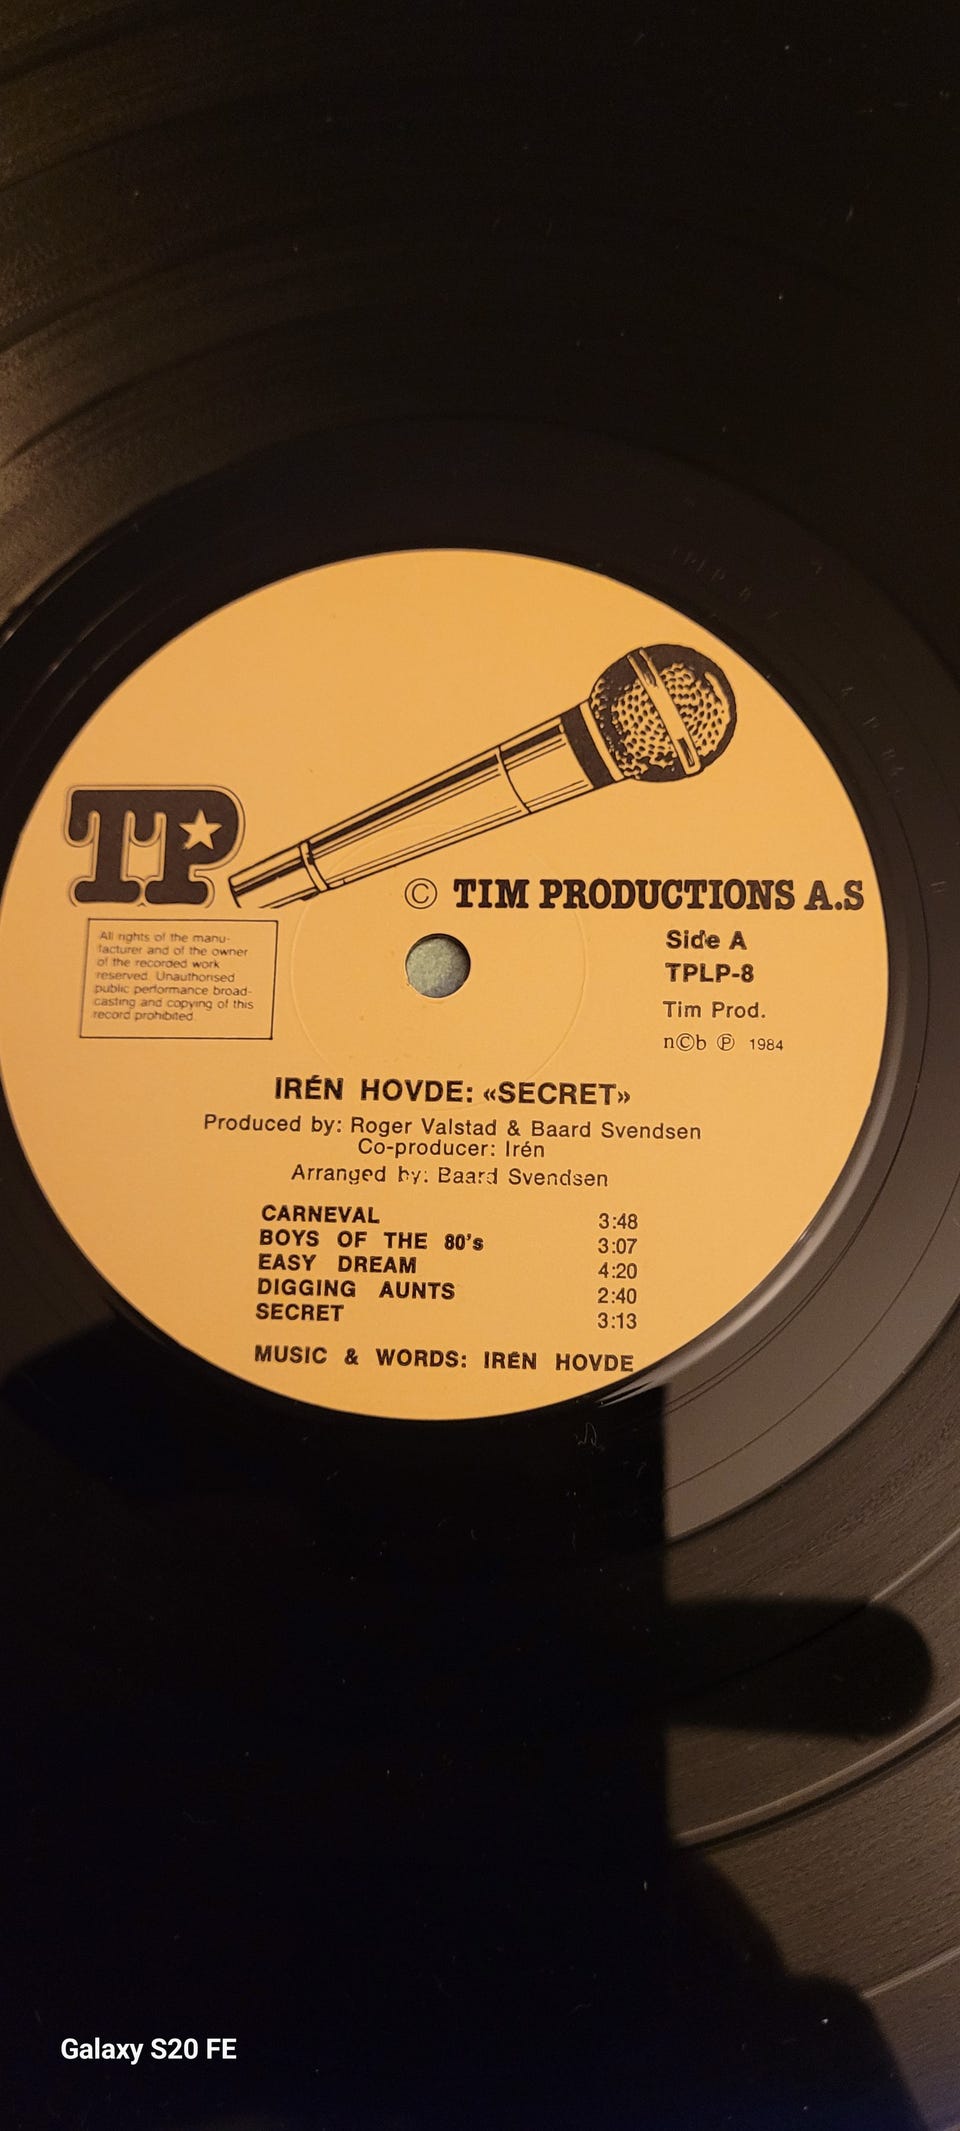 TP
© TIM PRODUCTIONS A.S
All rights of the manu-
facturer and of the owner
of the recorded work
reserved. Unauthorised
public performance broad-
casting and copying of this
record prohibited.
Side A
TPLP-8
Tim Prod.
n©b ℗ 1984
IRÉN HOVDE: «SECRET»
Produced by: Roger Valstad & Baard Svendsen
Co-producer: Irén
Arranged by: Baard Svendsen
CARNEVAL 3:48
BOYS OF THE 80's 3:07
EASY DREAM 4:20
DIGGING AUNTS 2:40
SECRET 3:13
MUSIC & WORDS: IRÉN HOVDE
Galaxy S20 FE